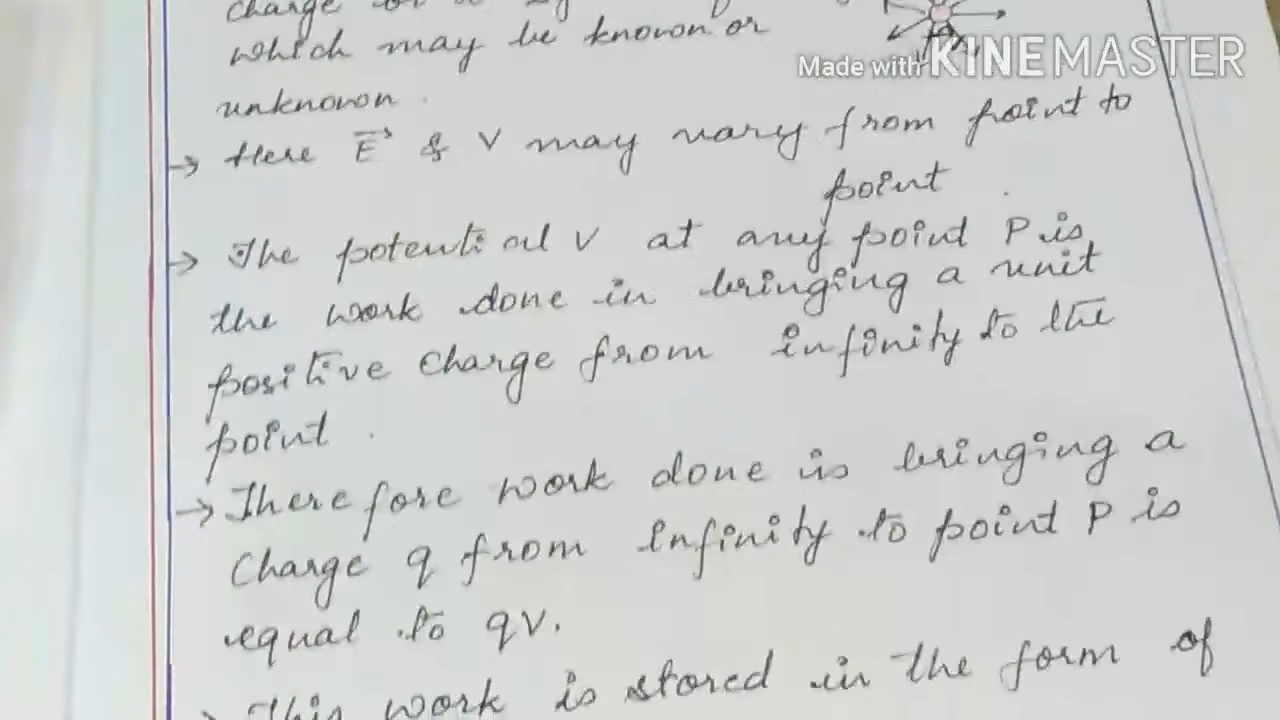 charge
which may be known or
unknown.
Made with KINEMASTER
→ Here E⃗ & V may vary from point to
point.
→ The potential V at any point P is
the work done in bringing a unit
positive charge from infinity to the
point.
→ Therefore work done is bringing a
charge q from infinity to point P is
equal to qV.
→ This work is stored in the form of